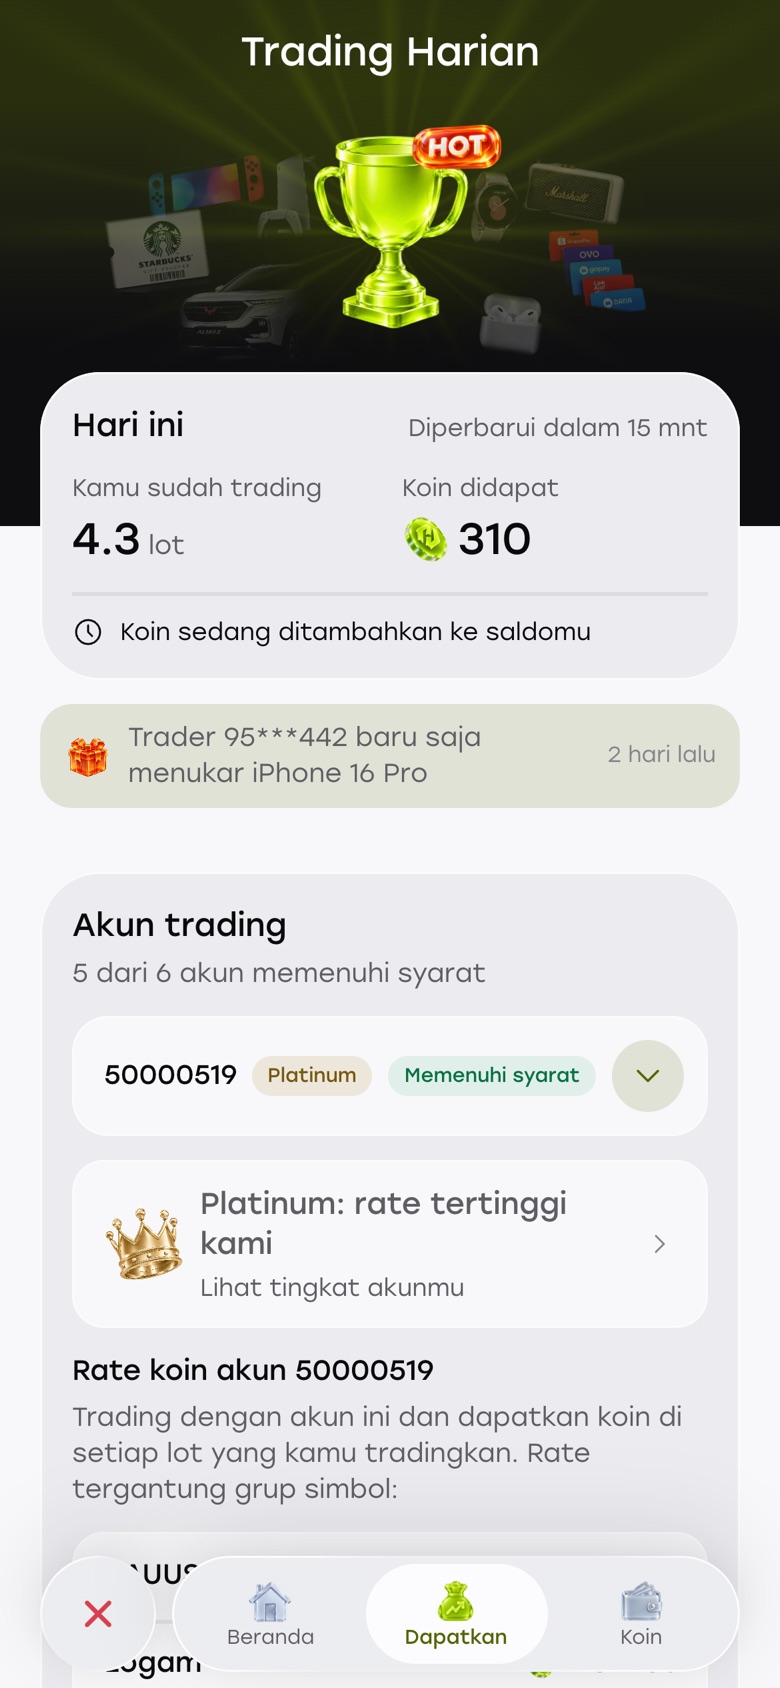 Trading Harian
HOT
Marshall
STARBUCKS
OVO
gopay
DANA
Hari ini
Diperbarui dalam 15 mnt
Kamu sudah trading
Koin didapat
4.3 lot
310
Koin sedang ditambahkan ke saldomu
Trader 95***442 baru saja
menukar iPhone 16 Pro
2 hari lalu
Akun trading
5 dari 6 akun memenuhi syarat
50000519
Platinum
Memenuhi syarat
Platinum: rate tertinggi
kami
Lihat tingkat akunmu
Rate koin akun 50000519
Trading dengan akun ini dan dapatkan koin di
setiap lot yang kamu tradingkan. Rate
tergantung grup simbol:
Beranda
Dapatkan
Koin